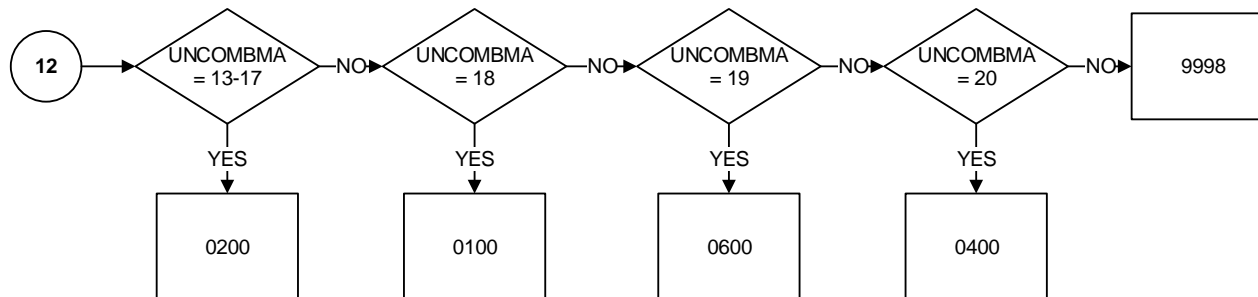 12
UNCOMBMA
= 13-17
NO
UNCOMBMA
= 18
NO
UNCOMBMA
= 19
NO
UNCOMBMA
= 20
NO
9998
YES
YES
YES
YES
0200
0100
0600
0400